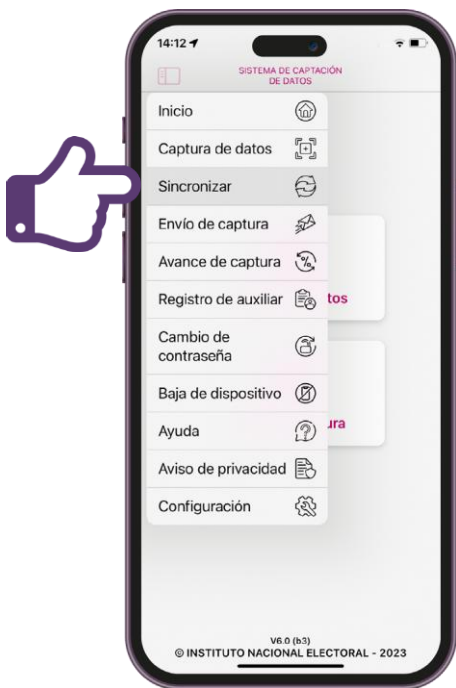 14:12
SISTEMA DE CAPTACIÓN
DE DATOS
Inicio
Captura de datos
Sincronizar
Envío de captura
Avance de captura
Registro de auxiliar
tos
Cambio de
contraseña
Baja de dispositivo
Ayuda
ura
Aviso de privacidad
Configuración
V6.0 (b3)
© INSTITUTO NACIONAL ELECTORAL - 2023